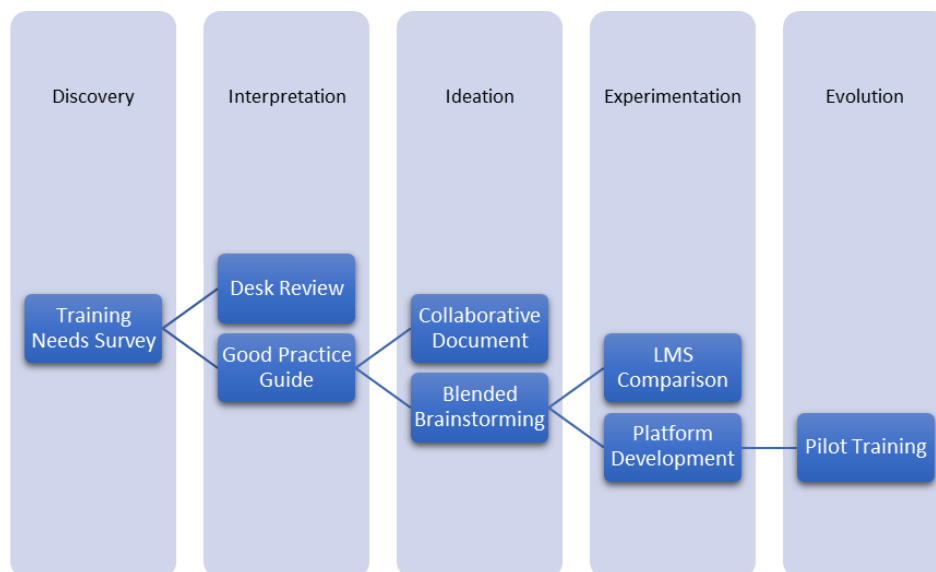 Discovery
Interpretation
Ideation
Experimentation
Evolution
Training
Needs Survey
Desk Review
Good Practice
Guide
Collaborative
Document
Blended
Brainstorming
LMS
Comparison
Platform
Development
Pilot Training